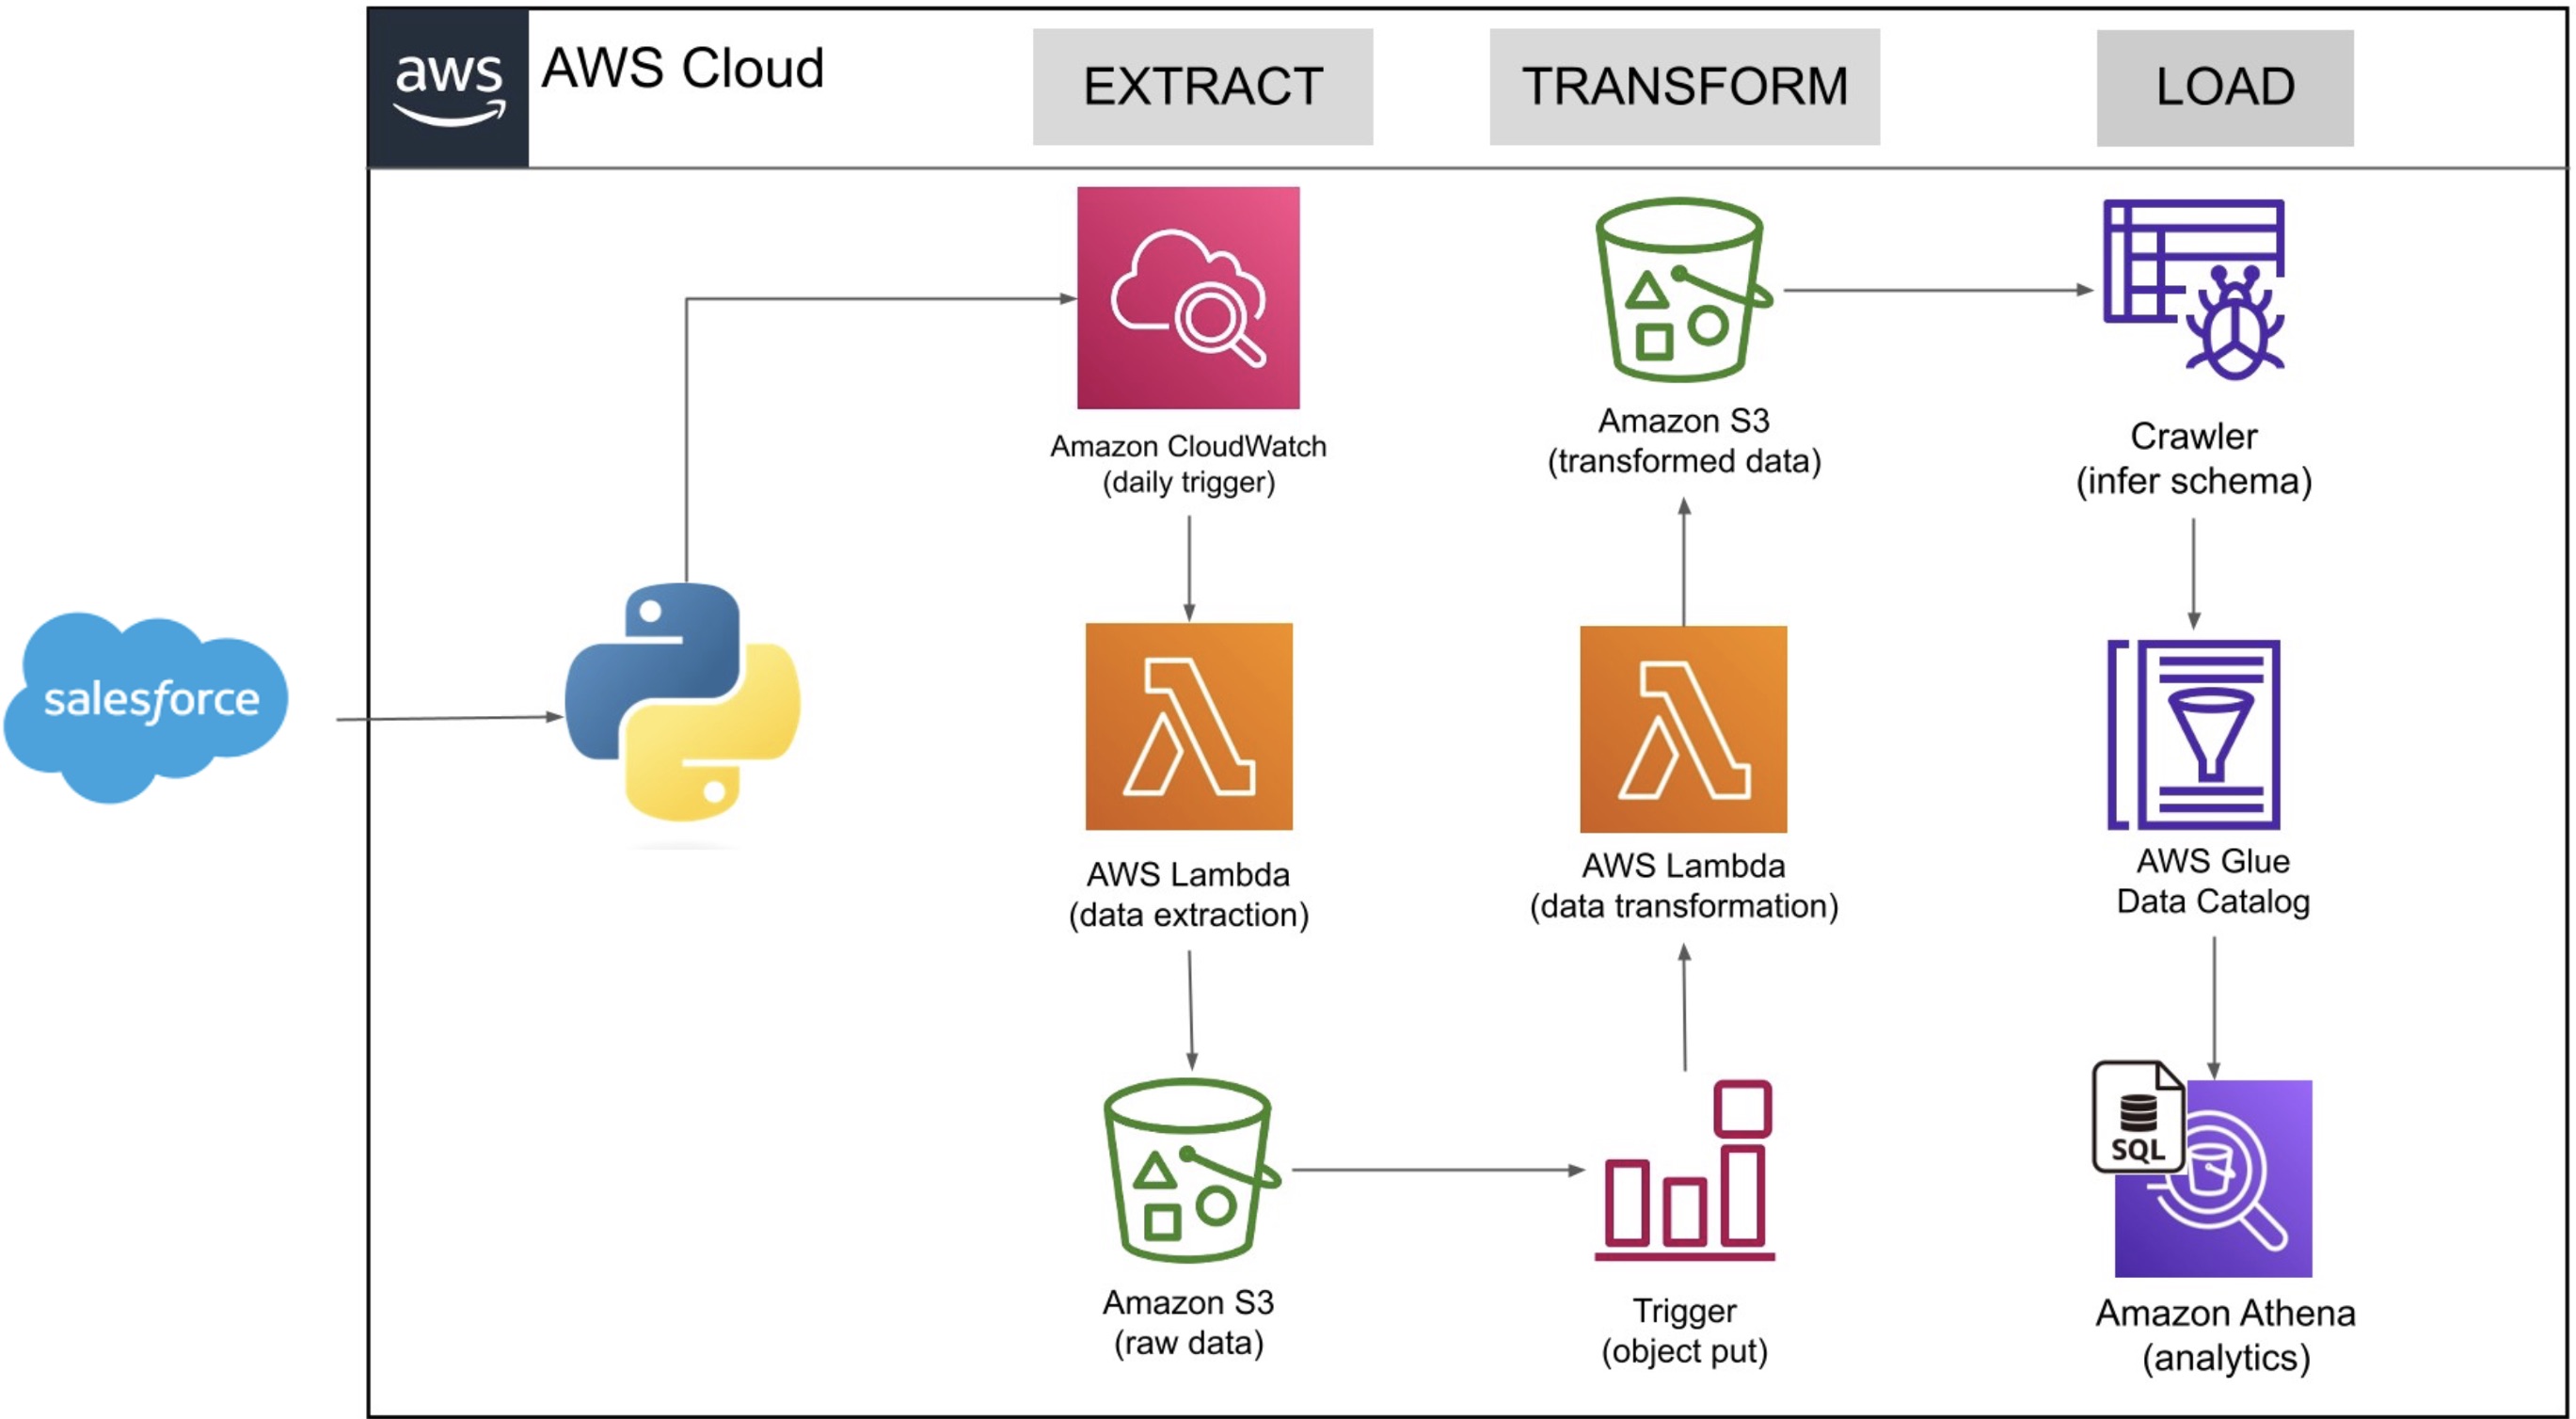 aws
AWS Cloud
EXTRACT
TRANSFORM
LOAD
salesforce
Amazon CloudWatch
(daily trigger)
AWS Lambda
(data extraction)
Amazon S3
(raw data)
Amazon S3
(transformed data)
AWS Lambda
(data transformation)
Trigger
(object put)
Crawler
(infer schema)
AWS Glue
Data Catalog
SQL
Amazon Athena
(analytics)